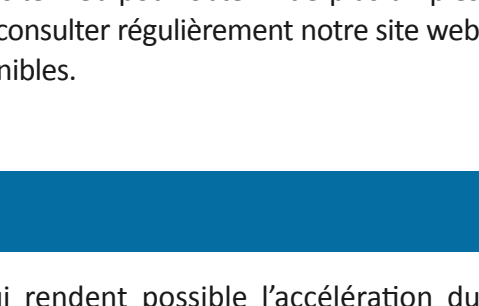 consulter régulièrement notre site web
nibles.
rendent possible l'accélération du